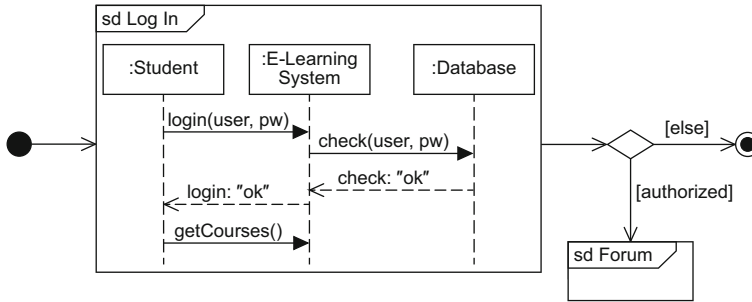 sd Log In
:Student
:E-Learning
System
:Database
login(user, pw)
check(user, pw)
[else]
check: "ok"
login: "ok"
[authorized]
getCourses()
sd Forum